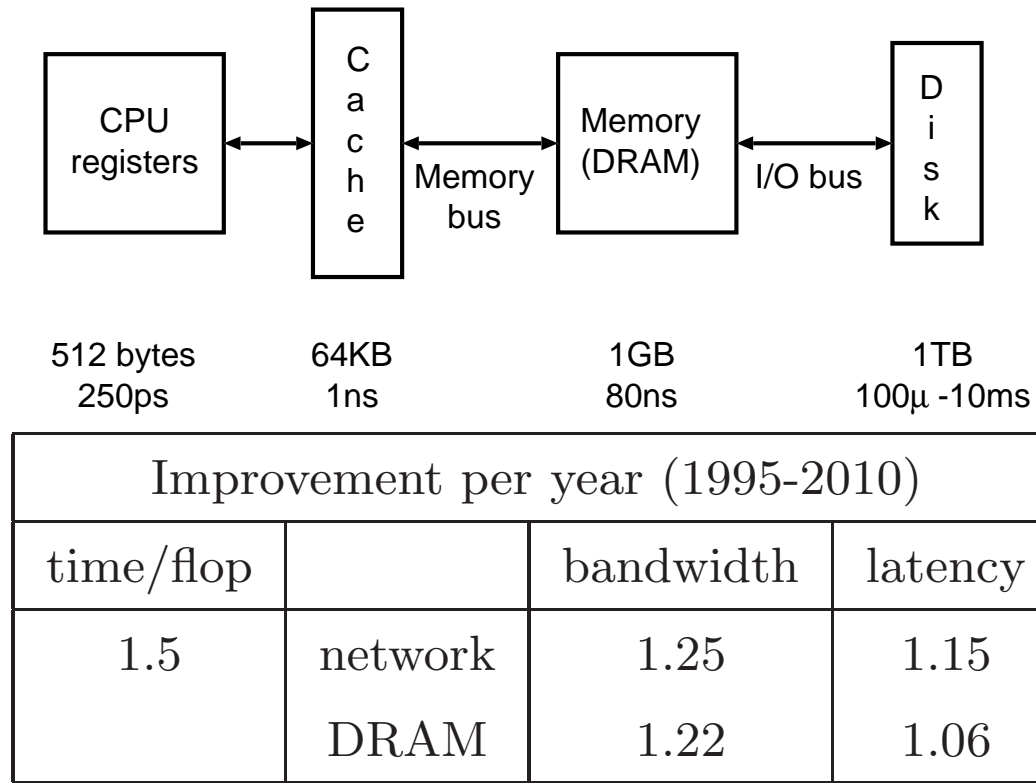 CPU
registers
Cache
Memory
bus
Memory
(DRAM)
I/O bus
Disk
512 bytes 64KB 1GB 1TB
250ps 1ns 80ns 100μ -10ms
Improvement per year (1995-2010)
time/flop bandwidth latency
1.5 network 1.25 1.15
DRAM 1.22 1.06